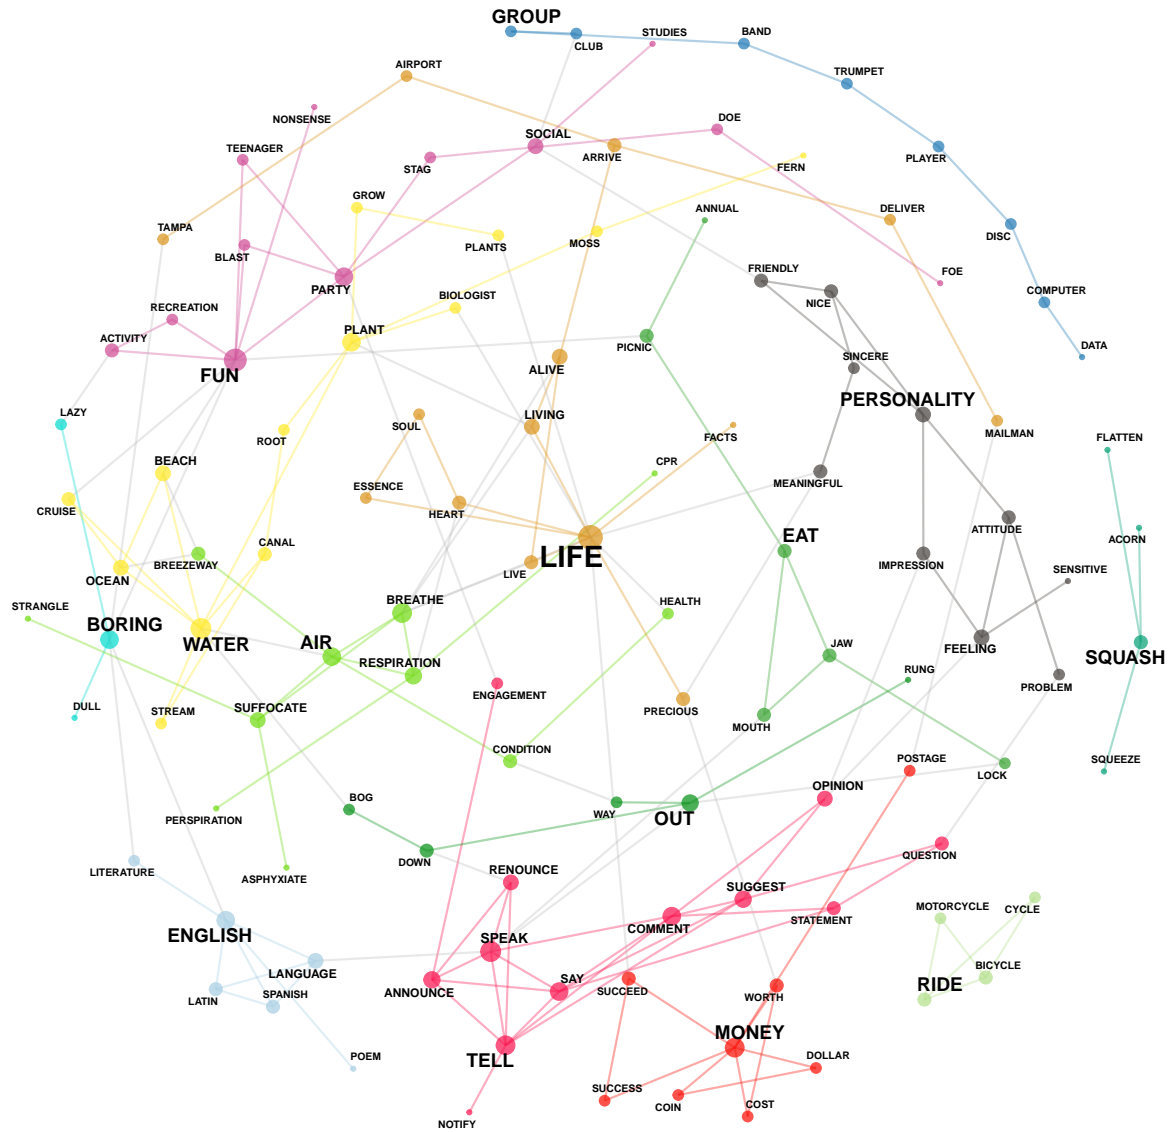 GROUP
STUDIES
BAND
CLUB
AIRPORT
TRUMPET
NONSENSE
DOE
SOCIAL
TEENAGER
ARRIVE
PLAYER
STAG
FERN
GROW
ANNUAL
DELIVER
TAMPA
PLANTS
MOSS
DISC
BLAST
FRIENDLY
FOE
PARTY
BIOLOGIST
NICE
COMPUTER
RECREATION
PLANT
ACTIVITY
PICNIC
DATA
SINCERE
FUN
ALIVE
PERSONALITY
LAZY
LIVING
SOUL
FACTS
MAILMAN
FLATTEN
ROOT
BEACH
CPR
ESSENCE
MEANINGFUL
CRUISE
HEART
EAT
ATTITUDE
ACORN
CANAL
LIFE
BREEZEWAY
IMPRESSION
OCEAN
LIVE
SENSITIVE
BREATHE
HEALTH
STRANGLE
BORING
WATER
AIR
JAW
FEELING
SQUASH
RESPIRATION
RUNG
ENGAGEMENT
PROBLEM
DULL
SUFFOCATE
PRECIOUS
STREAM
MOUTH
CONDITION
POSTAGE
SQUEEZE
LOCK
OPINION
BOG
PERSPIRATION
WAY
OUT
QUESTION
DOWN
LITERATURE
RENOUNCE
ASPHYXIATE
SUGGEST
MOTORCYCLE
CYCLE
STATEMENT
COMMENT
ENGLISH
SPEAK
BICYCLE
LANGUAGE
SAY
SUCCEED
RIDE
ANNOUNCE
SPANISH
WORTH
LATIN
MONEY
POEM
TELL
DOLLAR
SUCCESS
COIN
COST
NOTIFY